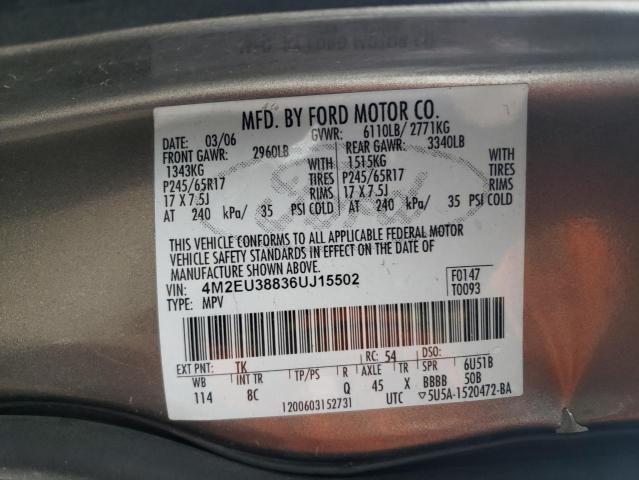 MFD. BY FORD MOTOR CO.
DATE: 03/06 GVWR: 6110LB/ 2771KG
FRONT GAWR: 2960LB REAR GAWR: 3340LB
1343KG WITH 1515KG WITH
P245/65R17 TIRES P245/65R17 TIRES
17 X 7.5J RIMS 17 X 7.5J RIMS
AT 240 kPa/ 35 PSI COLD AT 240 kPa/ 35 PSI COLD
Ford
THIS VEHICLE CONFORMS TO ALL APPLICABLE FEDERAL MOTOR
VEHICLE SAFETY STANDARDS IN EFFECT ON THE DATE OF
MANUFACTURE SHOWN ABOVE.
VIN: 4M2EU38836UJ15502 F0147
TYPE: MPV T0093
EXT PNT: TK RC: 54 DSO:
WB INT TR TP/PS R AXLE TR SPR 6U51B
114 8C Q 45 X BBBB 50B
1200603152731 UTC ▽5U5A-1520472-BA